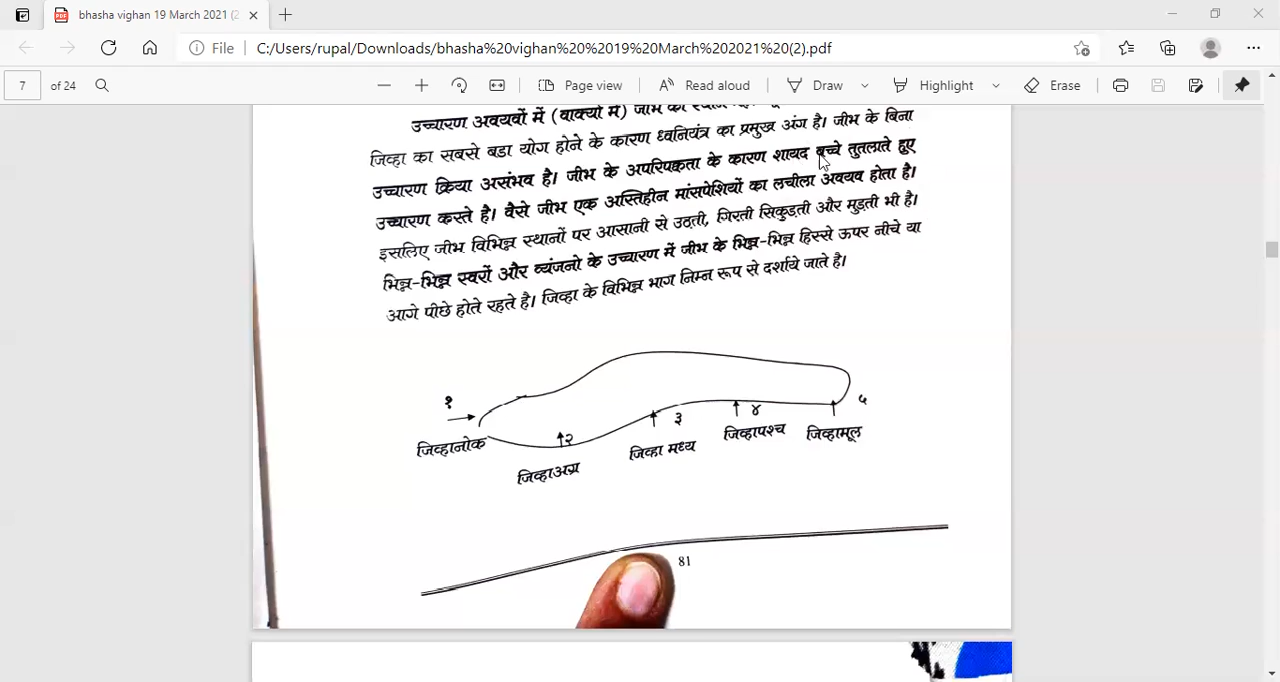 bhasha vighan 19 March 2021 (2
File C:/Users/rupal/Downloads/bhasha%20vighan%20%2019%20March%202021%20(2).pdf
7 of 24 Page view Read aloud Draw Highlight Erase
उच्चारण अवयवों में (वाक्यों में) जीभ का
जिव्हा का सबसे बडा योग होने के कारण ध्वनियंत्र का प्रमुख अंग है। जीभ के बिना
उच्चारण क्रिया असंभव है। जीभ के अपरिपक्वता के कारण शायद बच्चे तुतलाते हुए
उच्चारण कस्ते है। वैसे जीभ एक अस्तिहीन मांसपेशियों का लचीला अवयव होता है।
इसलिए जीभ विभिन्न स्थानों पर आसानी से उठती, गिरती सिकुडती और मुडती भी है।
भिन्न-भिन्न स्वरों और व्यंजनो के उच्चारण में जीभ के भिन्न-भिन्न हिस्से ऊपर नीचे या
आगे पीछे होते रहते है। जिव्हा के विभिन्न भाग निम्न रूप से दर्शाये जाते है।
१ २ ३ ४ ५
जिव्हानोक जिव्हाअग्र जिव्हा मध्य जिव्हापश्च जिव्हामूल
81